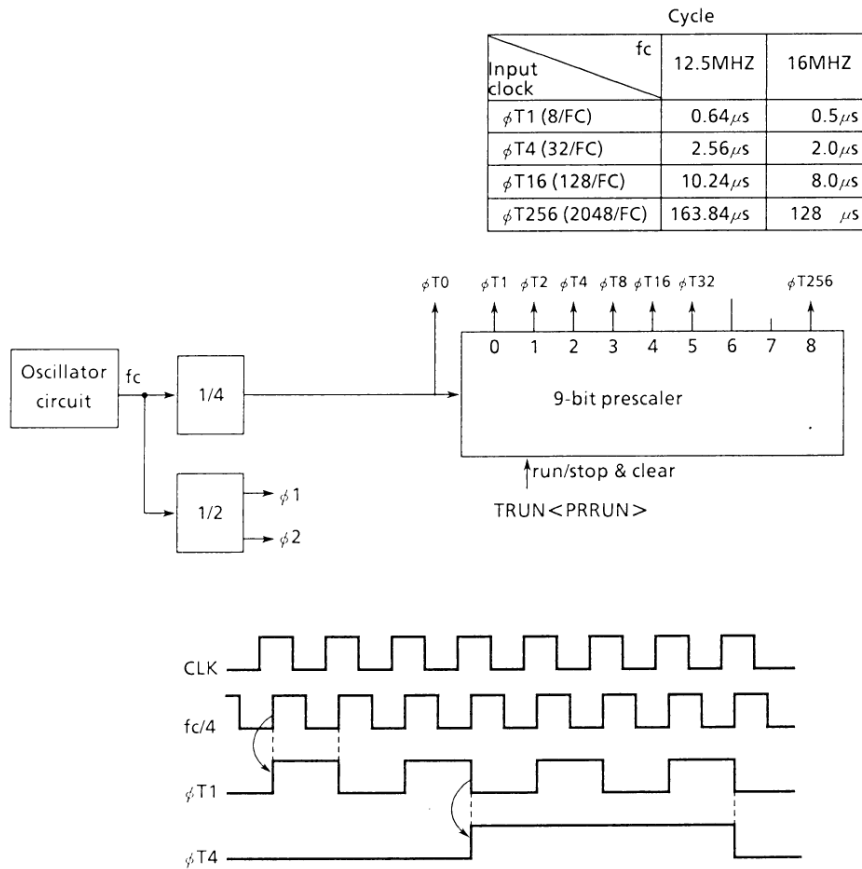 Cycle
fc
Input
clock
12.5MHZ
16MHZ
φT1 (8/FC)
0.64μs
0.5μs
φT4 (32/FC)
2.56μs
2.0μs
φT16 (128/FC)
10.24μs
8.0μs
φT256 (2048/FC)
163.84μs
128 μs
φT0
φT1 φT2 φT4 φT8 φT16 φT32 φT256
0 1 2 3 4 5 6 7 8
Oscillator
circuit
fc
1/4
9-bit prescaler
run/stop & clear
TRUN<PRRUN>
1/2
φ1
φ2
CLK
fc/4
φT1
φT4